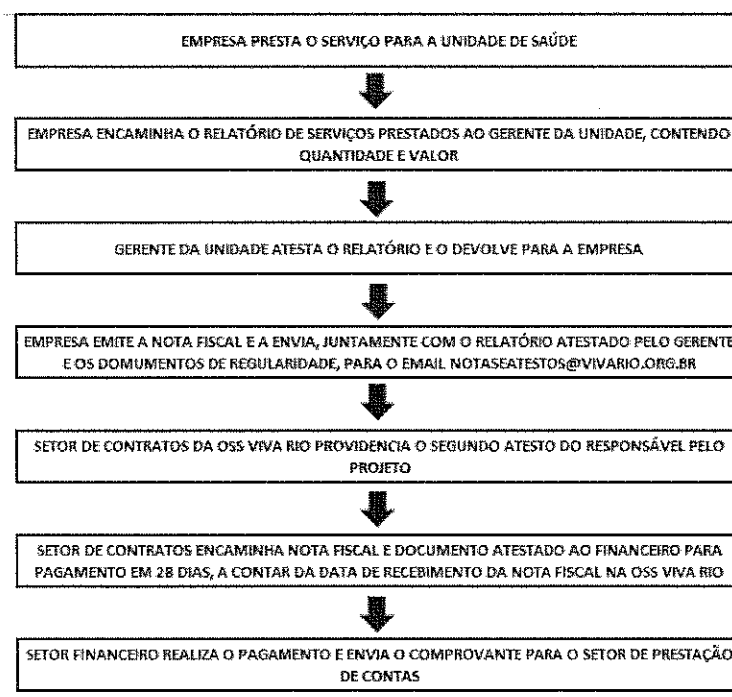 EMPRESA PRESTA O SERVIÇO PARA A UNIDADE DE SAÚDE
EMPRESA ENCAMINHA O RELATÓRIO DE SERVIÇOS PRESTADOS AO GERENTE DA UNIDADE, CONTENDO
QUANTIDADE E VALOR
GERENTE DA UNIDADE ATESTA O RELATÓRIO E O DEVOLVE PARA A EMPRESA
EMPRESA EMITE A NOTA FISCAL E A ENVIA, JUNTAMENTE COM O RELATÓRIO ATESTADO PELO GERENTE
E OS DOMUMENTOS DE REGULARIDADE, PARA O EMAIL NOTASEATESTOS@VIVARIO.ORG.BR
SETOR DE CONTRATOS DA OSS VIVA RIO PROVIDENCIA O SEGUNDO ATESTO DO RESPONSÁVEL PELO
PROJETO
SETOR DE CONTRATOS ENCAMINHA NOTA FISCAL E DOCUMENTO ATESTADO AO FINANCEIRO PARA
PAGAMENTO EM 28 DIAS, A CONTAR DA DATA DE RECEBIMENTO DA NOTA FISCAL NA OSS VIVA RIO
SETOR FINANCEIRO REALIZA O PAGAMENTO E ENVIA O COMPROVANTE PARA O SETOR DE PRESTAÇÃO
DE CONTAS